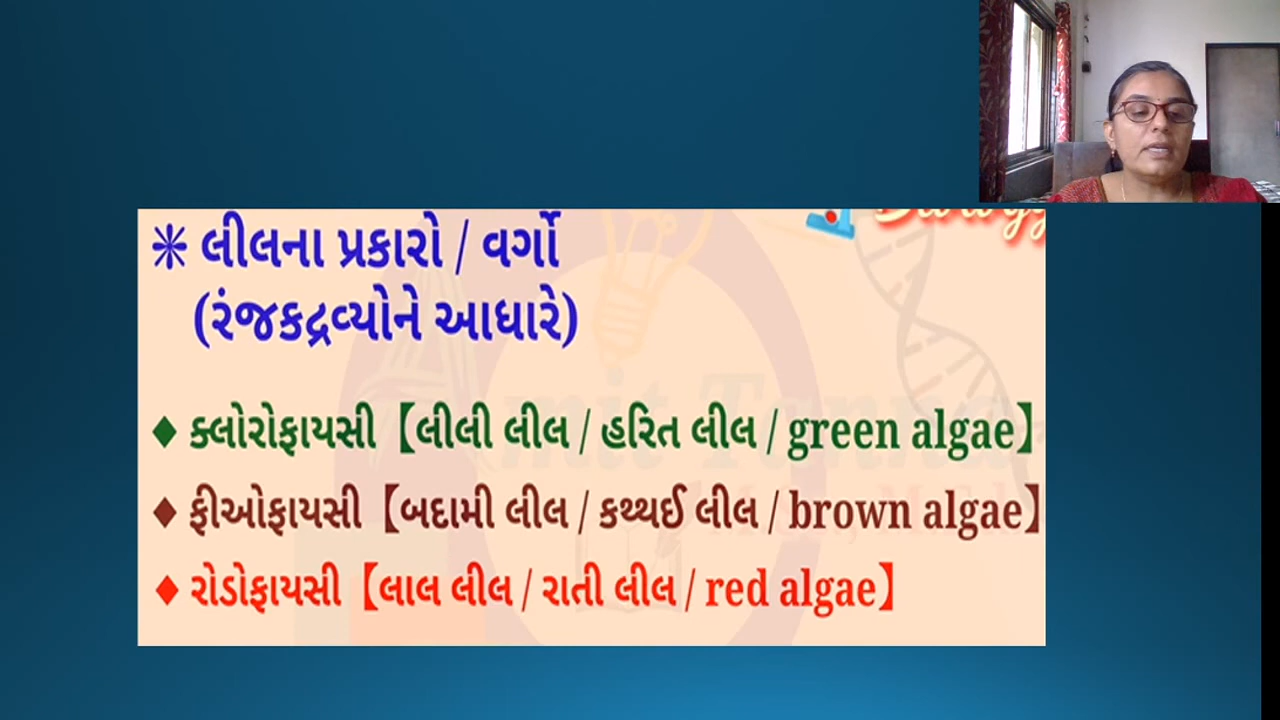 Biology
❊ લીલના પ્રકારો / વર્ગો
(રંજકદ્રવ્યોને આધારે)
♦ ક્લોરોફાયસી【લીલી લીલ / હરિત લીલ / green algae】
♦ ફીઓફાયસી【બદામી લીલ / કથ્થઈ લીલ / brown algae】
♦ રોડોફાયસી【લાલ લીલ / રાતી લીલ / red algae】